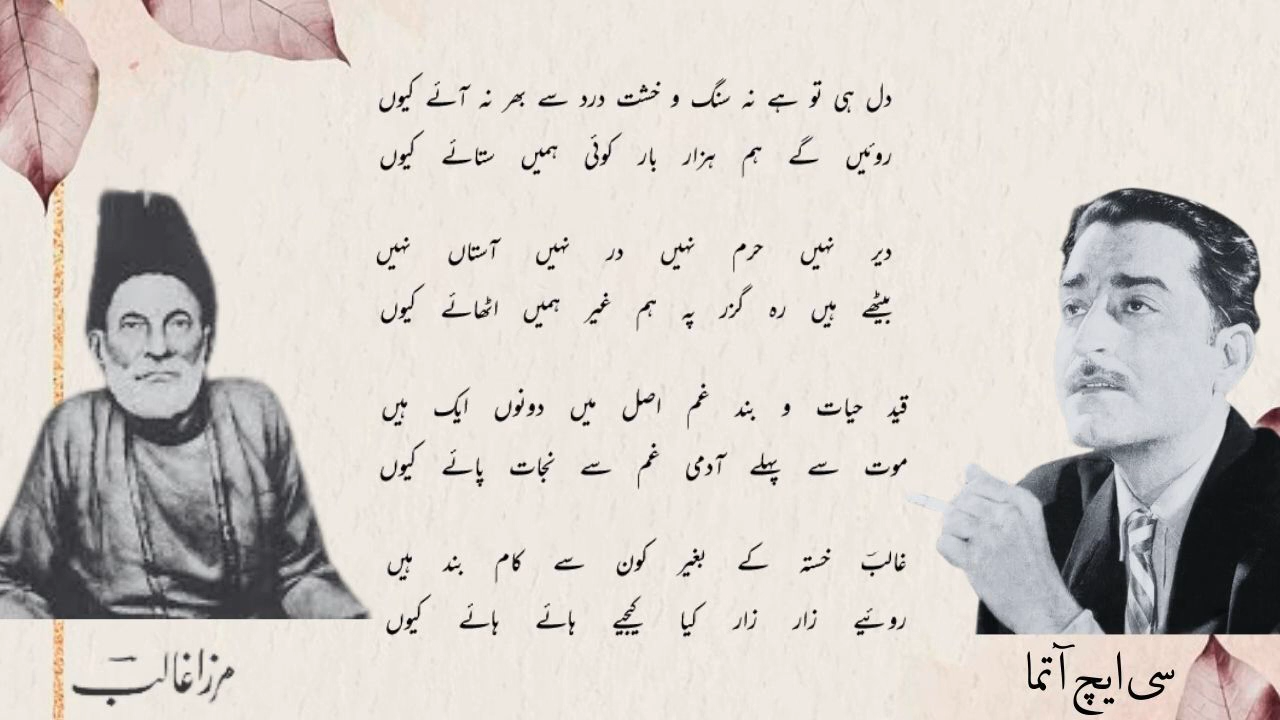 دل ہی تو ہے نہ سنگ و خشت درد سے بھر نہ آئے کیوں
روئیں گے ہم ہزار بار کوئی ہمیں ستائے کیوں
دیر نہیں حرم نہیں در نہیں آستاں نہیں
بیٹھے ہیں رہ گزر پہ ہم غیر ہمیں اٹھائے کیوں
قید حیات و بند غم اصل میں دونوں ایک ہیں
موت سے پہلے آدمی غم سے نجات پائے کیوں
غالبؔ خستہ کے بغیر کون سے کام بند ہیں
روئیے زار زار کیا کیجیے ہائے ہائے کیوں
مرزا غالبؔ
سی ایچ آتما